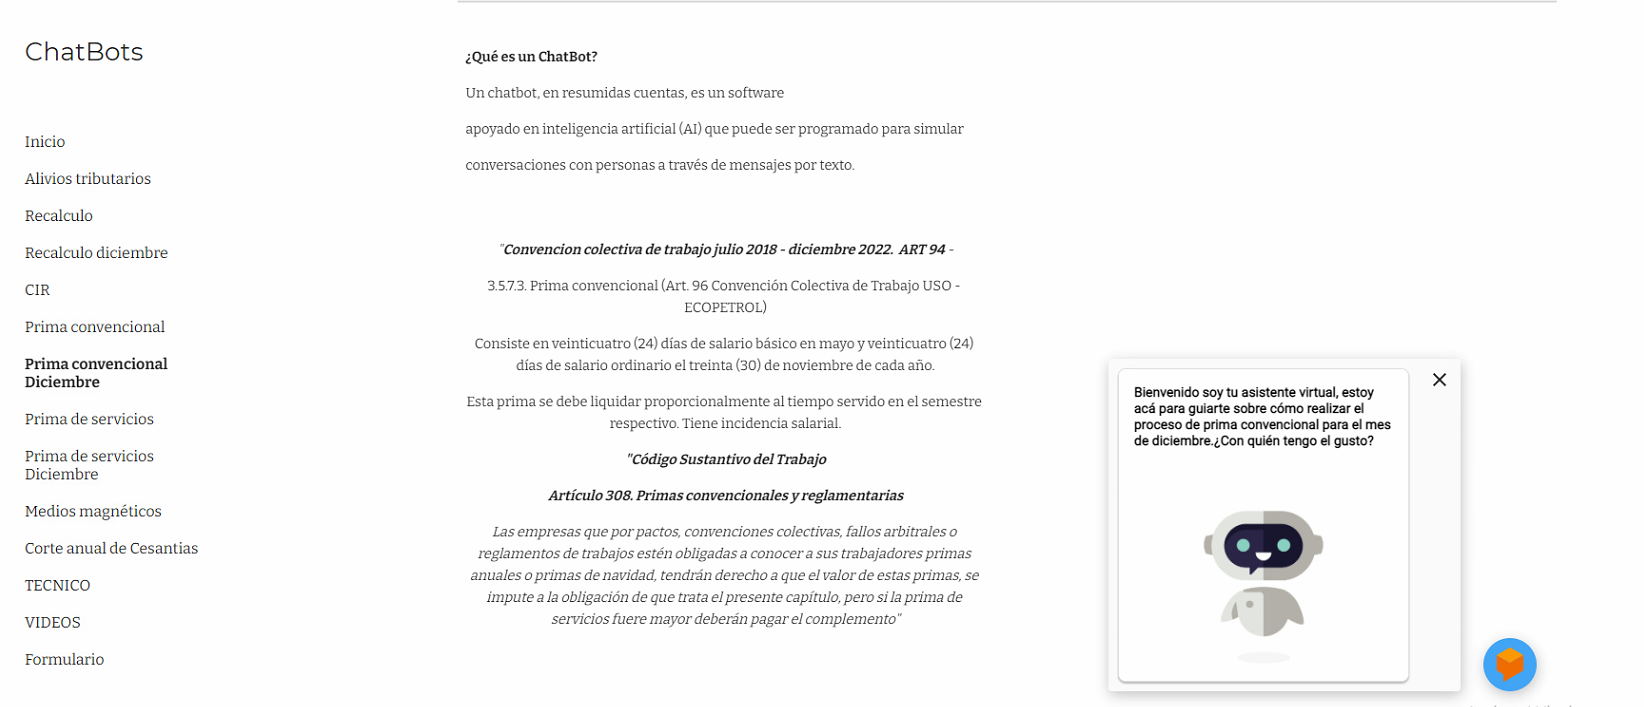 ChatBots
Inicio
Alivios tributarios
Recalculo
Recalculo diciembre
CIR
Prima convencional
Prima convencional
Diciembre
Prima de servicios
Prima de servicios
Diciembre
Medios magnéticos
Corte anual de Cesantias
TECNICO
VIDEOS
Formulario
¿Qué es un ChatBot?
Un chatbot, en resumidas cuentas, es un software
apoyado en inteligencia artificial (AI) que puede ser programado para simular
conversaciones con personas a través de mensajes por texto.
"Convencion colectiva de trabajo julio 2018 - diciembre 2022. ART 94 -
3.5.7.3. Prima convencional (Art. 96 Convención Colectiva de Trabajo USO -
ECOPETROL)
Consiste en veinticuatro (24) días de salario básico en mayo y veinticuatro (24)
días de salario ordinario el treinta (30) de noviembre de cada año.
Esta prima se debe liquidar proporcionalmente al tiempo servido en el semestre
respectivo. Tiene incidencia salarial.
"Código Sustantivo del Trabajo
Artículo 308. Primas convencionales y reglamentarias
Las empresas que por pactos, convenciones colectivas, fallos arbitrales o
reglamentos de trabajos estén obligadas a conocer a sus trabajadores primas
anuales o primas de navidad, tendrán derecho a que el valor de estas primas, se
impute a la obligación de que trata el presente capítulo, pero si la prima de
servicios fuere mayor deberán pagar el complemento"
Bienvenido soy tu asistente virtual, estoy
acá para guiarte sobre cómo realizar el
proceso de prima convencional para el mes
de diciembre.¿Con quién tengo el gusto?